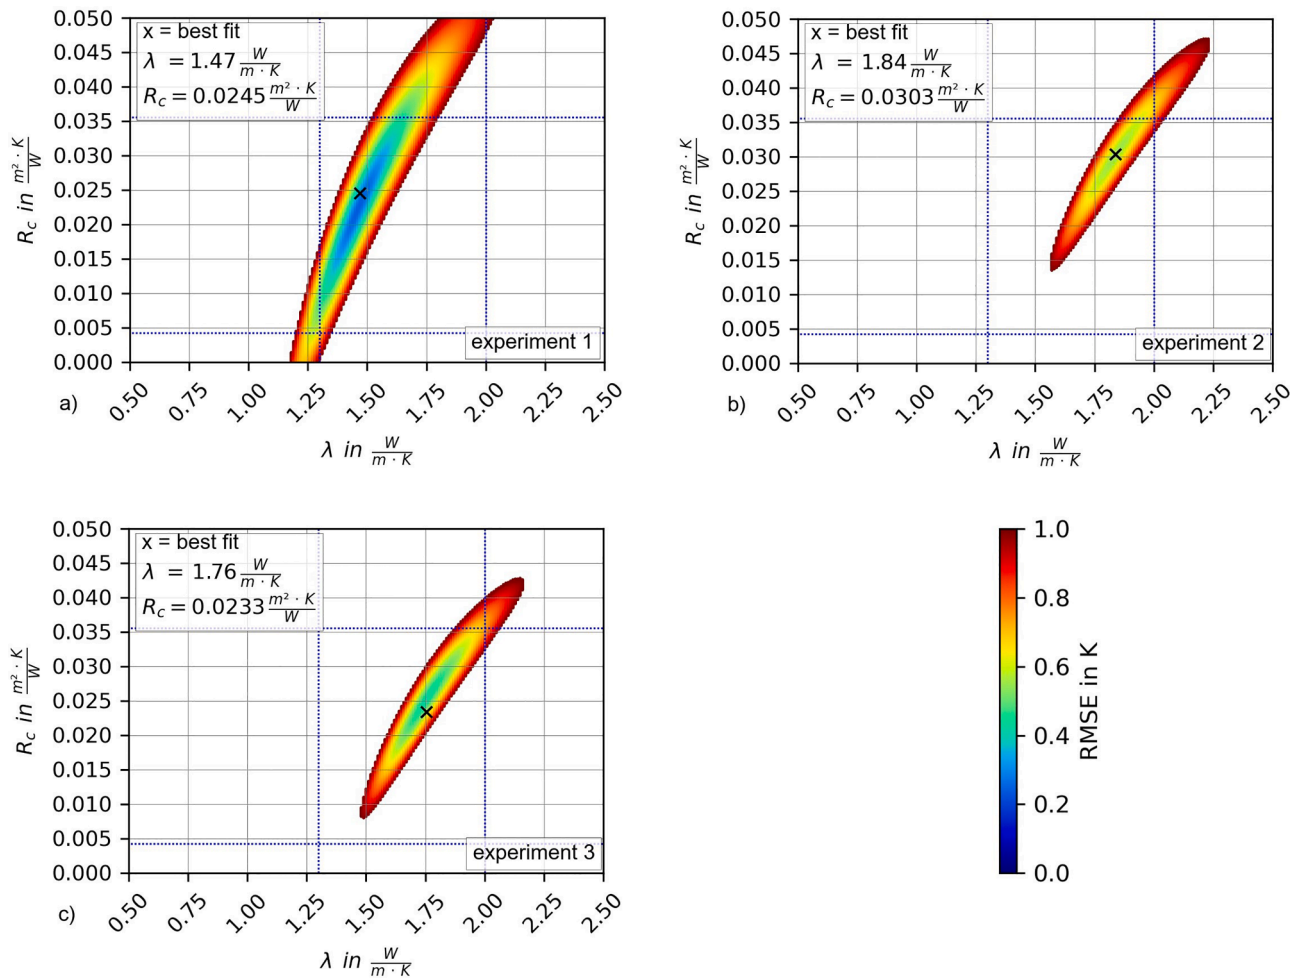 x = best fit
λ = 1.47 W/(m · K)
R_c = 0.0245 m² · K/W
0.050
0.045
0.040
0.035
0.030
0.025
0.020
0.015
0.010
0.005
0.000
R_c in m² · K/W
experiment 1
0.50 0.75 1.00 1.25 1.50 1.75 2.00 2.25 2.50
a)
λ in W/(m · K)
x = best fit
λ = 1.84 W/(m · K)
R_c = 0.0303 m² · K/W
0.050
0.045
0.040
0.035
0.030
0.025
0.020
0.015
0.010
0.005
0.000
R_c in m² · K/W
experiment 2
0.50 0.75 1.00 1.25 1.50 1.75 2.00 2.25 2.50
b)
λ in W/(m · K)
x = best fit
λ = 1.76 W/(m · K)
R_c = 0.0233 m² · K/W
0.050
0.045
0.040
0.035
0.030
0.025
0.020
0.015
0.010
0.005
0.000
R_c in m² · K/W
experiment 3
0.50 0.75 1.00 1.25 1.50 1.75 2.00 2.25 2.50
c)
λ in W/(m · K)
1.0
0.8
0.6
0.4
0.2
0.0
RMSE in K